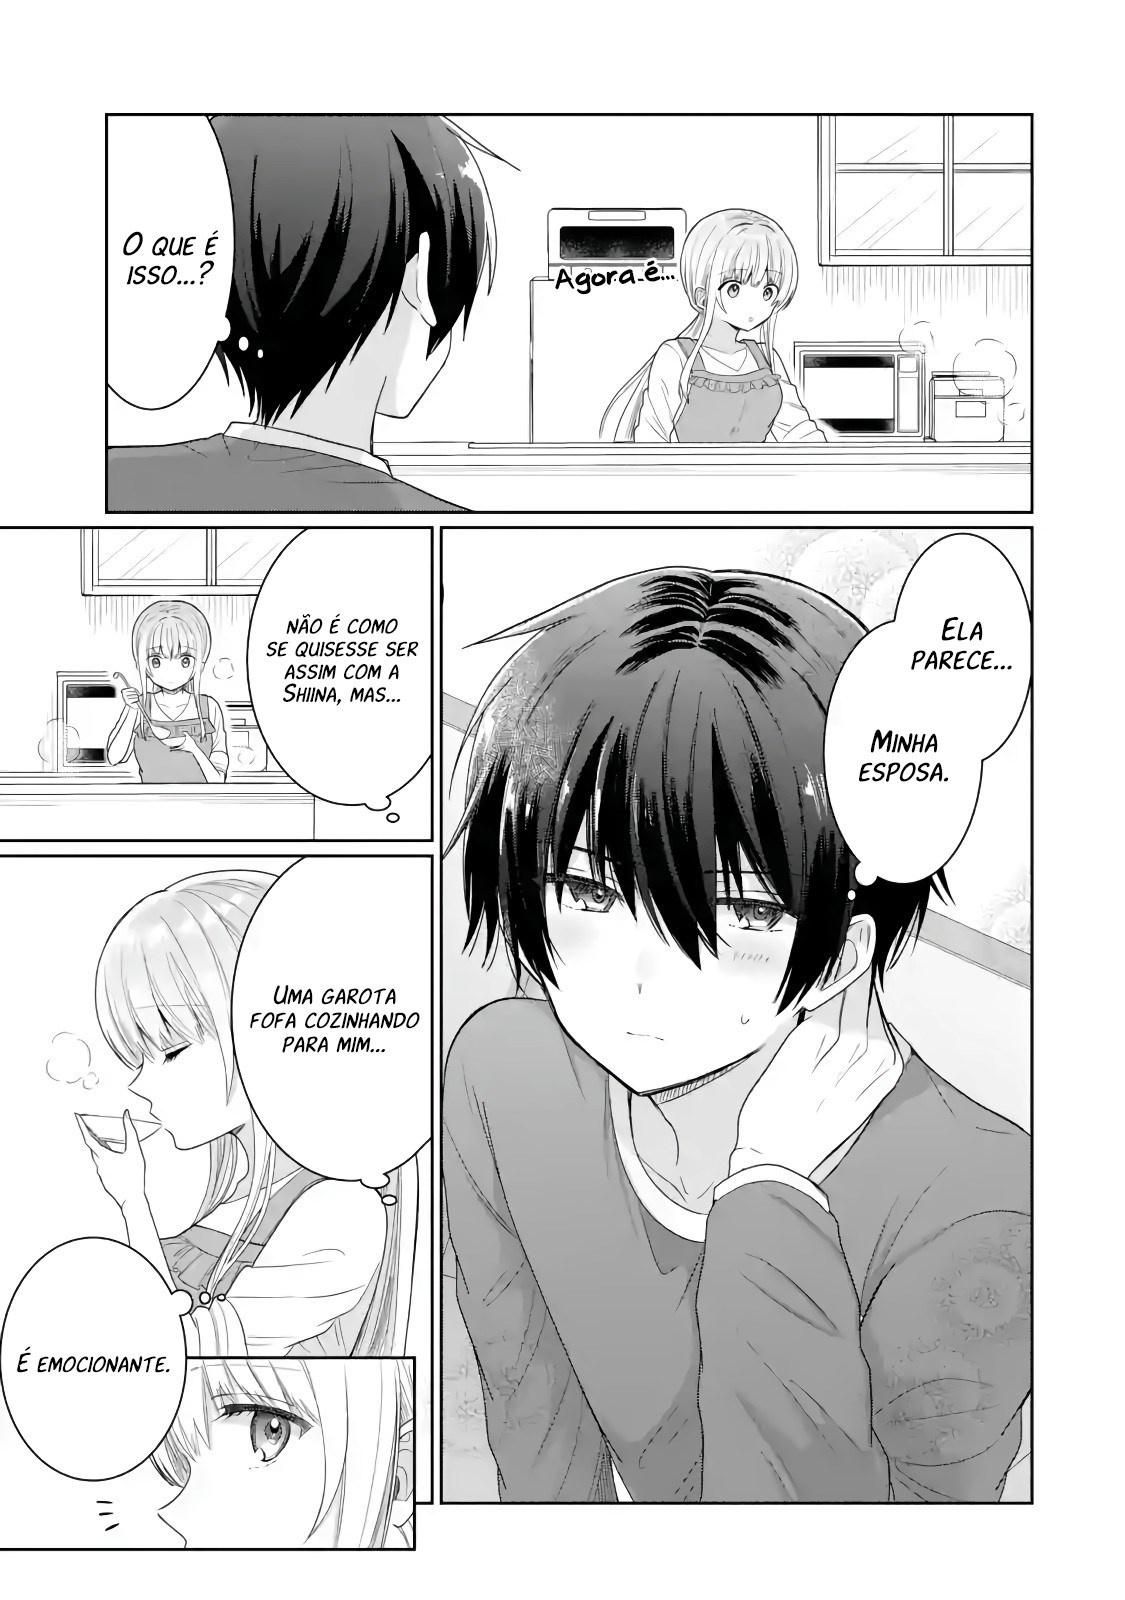 Agora é...
O QUE É
ISSO...?
ELA
PARECE...
MINHA
ESPOSA.
NÃO É COMO
SE QUISESSE SER
ASSIM COM A
SHIINA, MAS...
UMA GAROTA
FOFA COZINHANDO
PARA MIM...
É EMOCIONANTE.